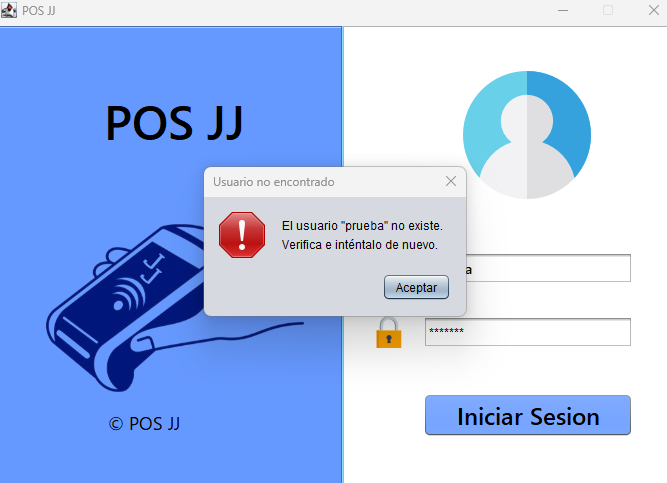 POS JJ
POS JJ
Usuario no encontrado
El usuario "prueba" no existe.
Verifica e inténtalo de nuevo.
Aceptar
a
*******
JJ
© POS JJ
Iniciar Sesion